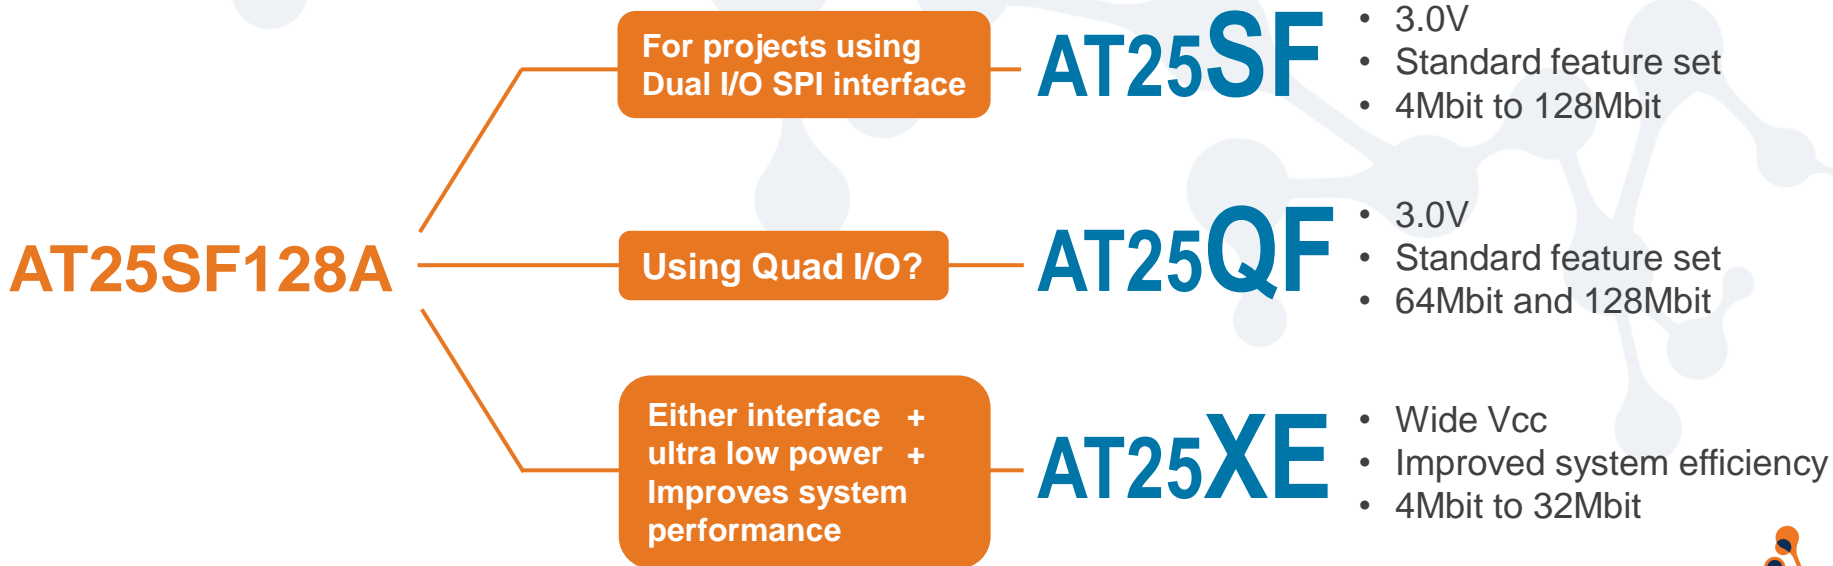 For projects using
Dual I/O SPI interface
AT25SF
• 3.0V
• Standard feature set
• 4Mbit to 128Mbit
AT25SF128A
Using Quad I/O?
AT25QF
• 3.0V
• Standard feature set
• 64Mbit and 128Mbit
Either interface +
ultra low power +
Improves system
performance
AT25XE
• Wide Vcc
• Improved system efficiency
• 4Mbit to 32Mbit